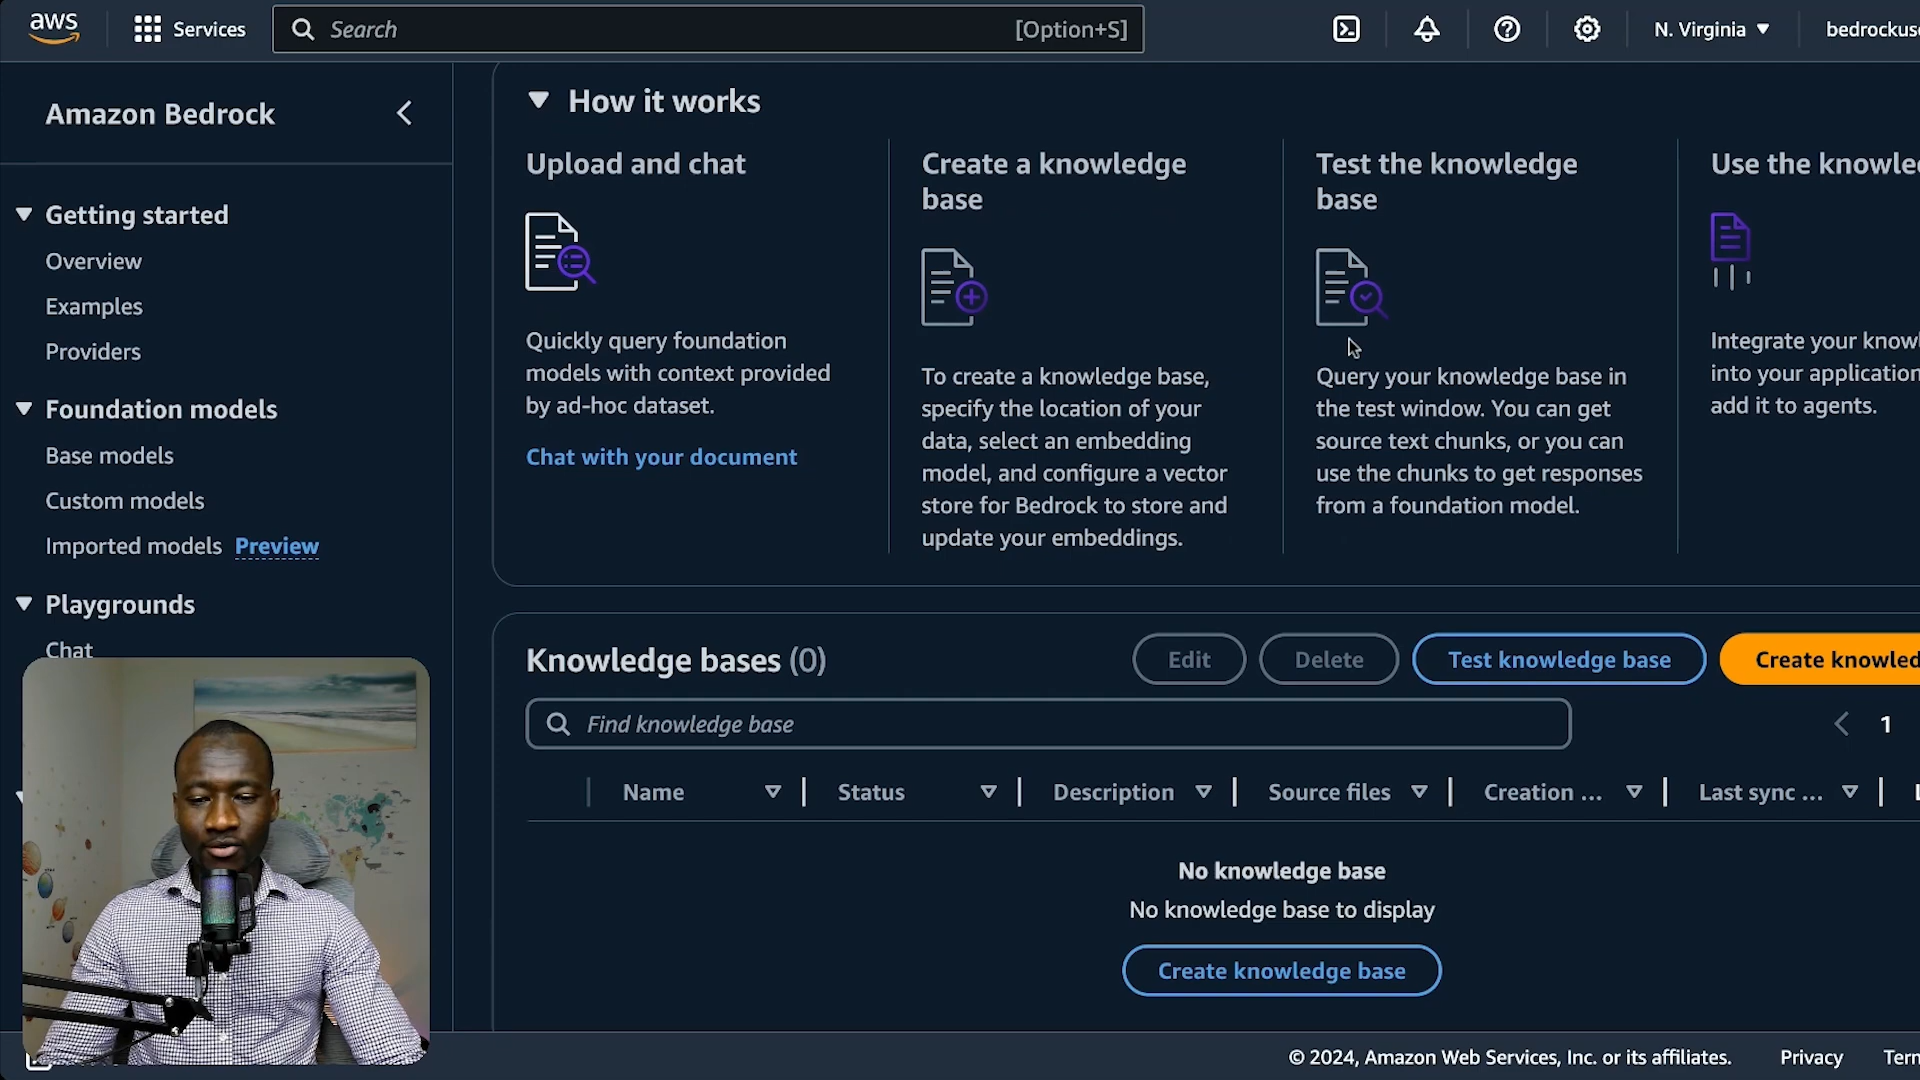 aws
Services
Search
[Option+S]
N. Virginia
bedrockus
Amazon Bedrock
Getting started
Overview
Examples
Providers
Foundation models
Base models
Custom models
Imported models Preview
Playgrounds
Chat
How it works
Upload and chat
Quickly query foundation
models with context provided
by ad-hoc dataset.
Chat with your document
Create a knowledge
base
To create a knowledge base,
specify the location of your
data, select an embedding
model, and configure a vector
store for Bedrock to store and
update your embeddings.
Test the knowledge
base
Query your knowledge base in
the test window. You can get
source text chunks, or you can
use the chunks to get responses
from a foundation model.
Use the knowle
Integrate your know
into your application
add it to agents.
Knowledge bases (0)
Edit
Delete
Test knowledge base
Create knowled
Find knowledge base
1
Name
Status
Description
Source files
Creation ...
Last sync ...
No knowledge base
No knowledge base to display
Create knowledge base
© 2024, Amazon Web Services, Inc. or its affiliates.
Privacy
Tern